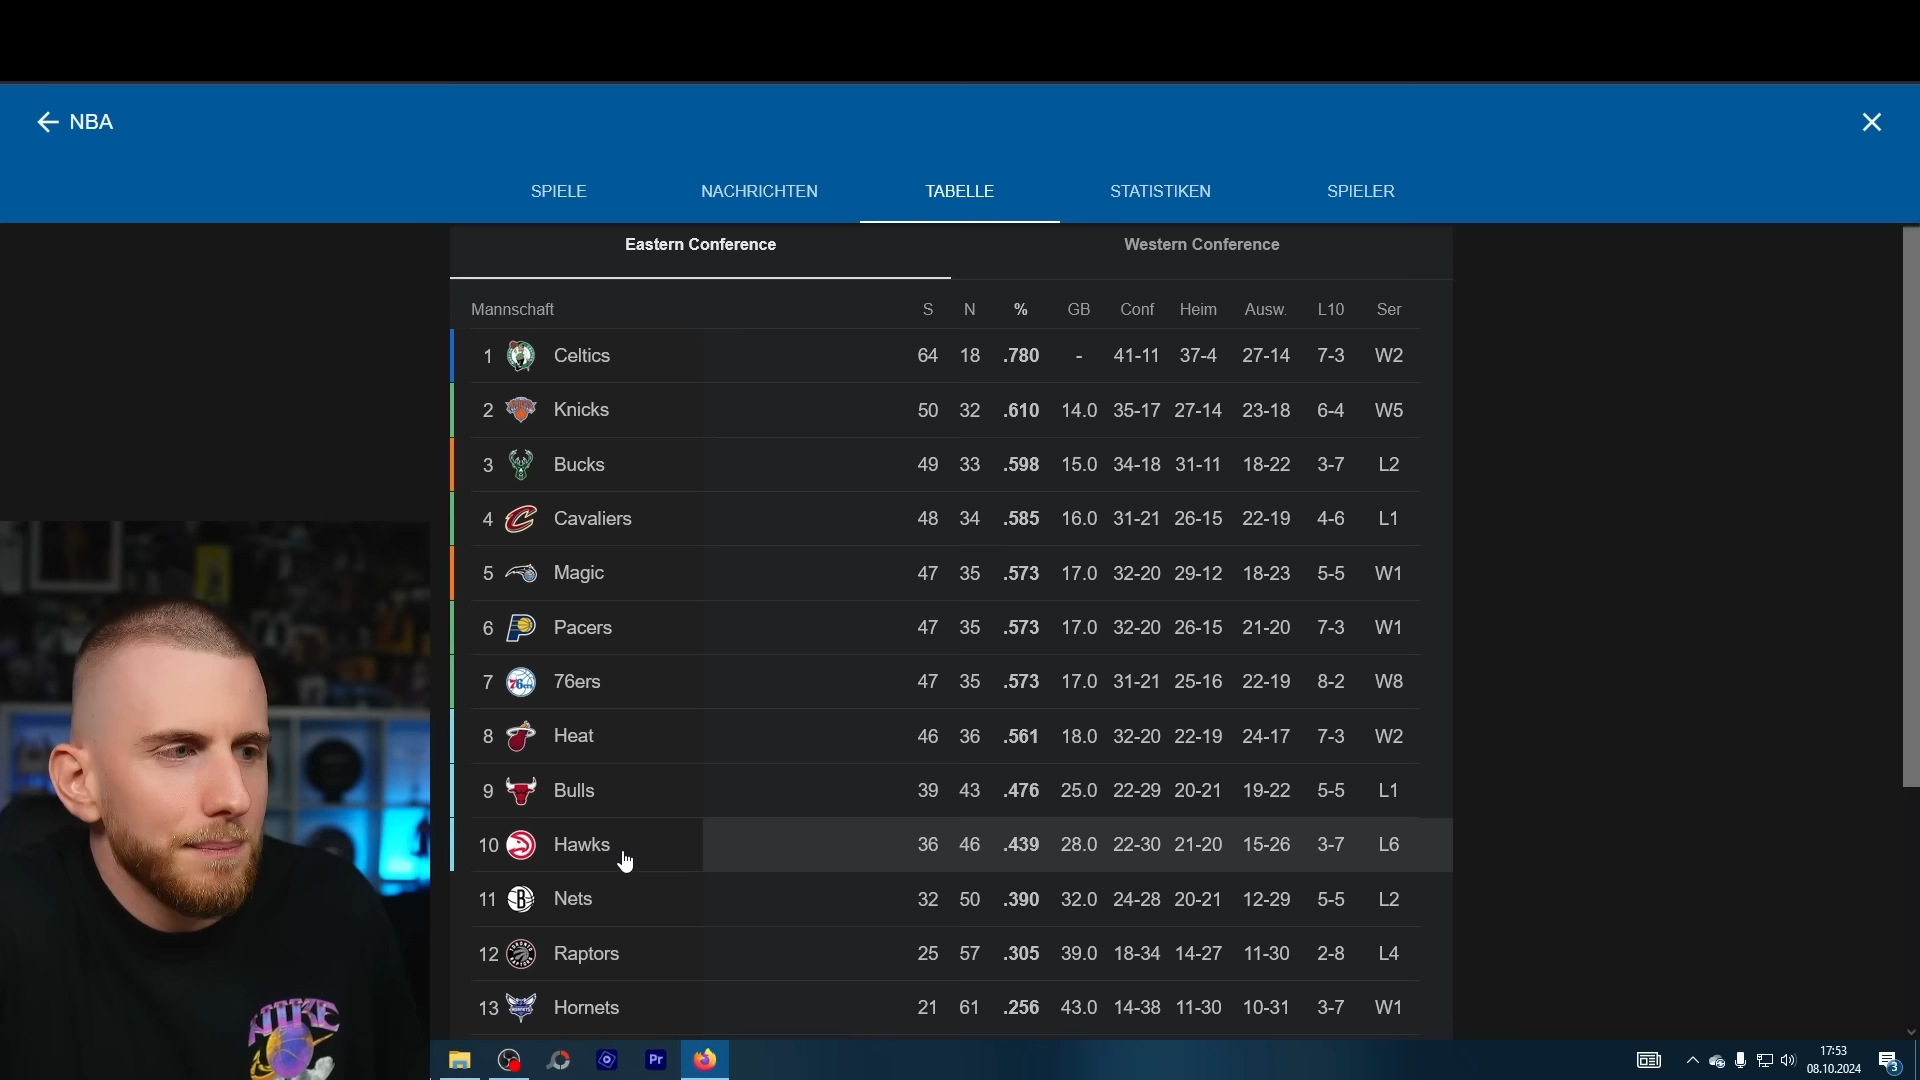 NBA
SPIELE NACHRICHTEN TABELLE STATISTIKEN SPIELER
Eastern Conference Western Conference
Mannschaft S N % GB Conf Heim Ausw. L10 Ser
1 Celtics 64 18 .780 - 41-11 37-4 27-14 7-3 W2
2 Knicks 50 32 .610 14.0 35-17 27-14 23-18 6-4 W5
3 Bucks 49 33 .598 15.0 34-18 31-11 18-22 3-7 L2
4 Cavaliers 48 34 .585 16.0 31-21 26-15 22-19 4-6 L1
5 Magic 47 35 .573 17.0 32-20 29-12 18-23 5-5 W1
6 Pacers 47 35 .573 17.0 32-20 26-15 21-20 7-3 W1
7 76ers 47 35 .573 17.0 31-21 25-16 22-19 8-2 W8
8 Heat 46 36 .561 18.0 32-20 22-19 24-17 7-3 W2
9 Bulls 39 43 .476 25.0 22-29 20-21 19-22 5-5 L1
10 Hawks 36 46 .439 28.0 22-30 21-20 15-26 3-7 L6
11 Nets 32 50 .390 32.0 24-28 20-21 12-29 5-5 L2
12 Raptors 25 57 .305 39.0 18-34 14-27 11-30 2-8 L4
13 Hornets 21 61 .256 43.0 14-38 11-30 10-31 3-7 W1
NIKE
Pr
17:53
08.10.2024
3